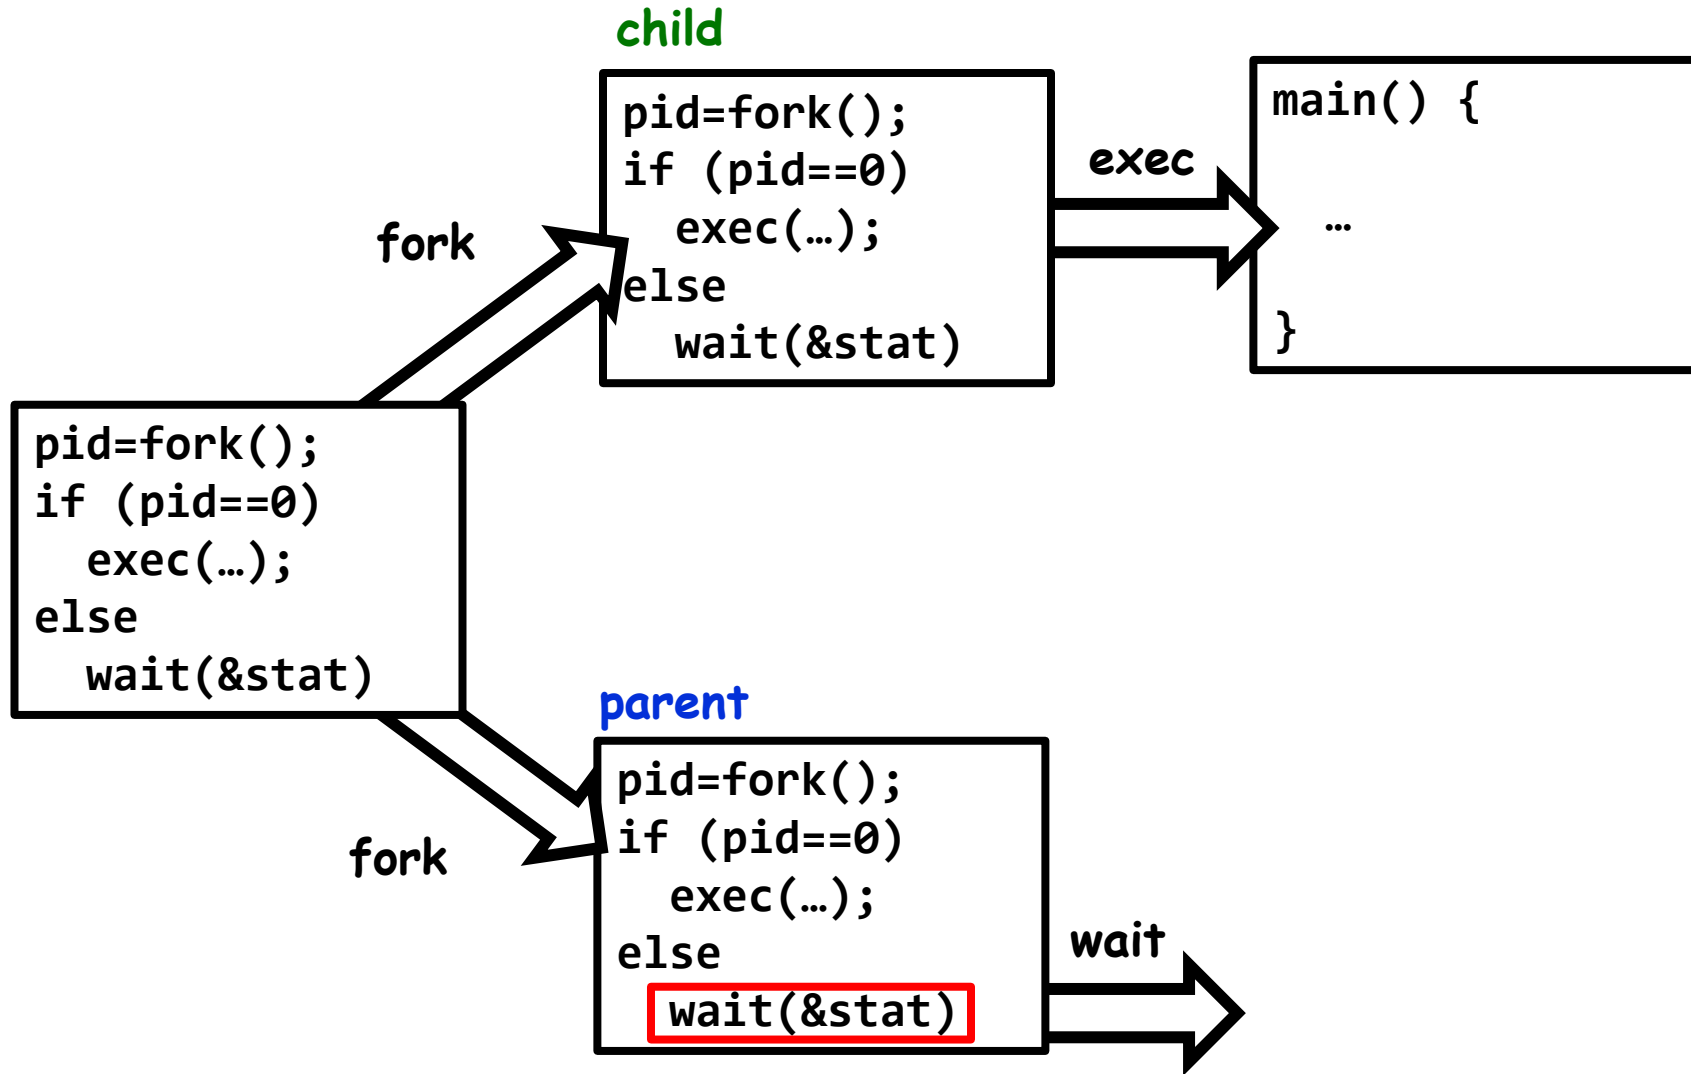 child
pid=fork();
if (pid==0)
  exec(…);
else
  wait(&stat)
exec
main() {
  …
}
fork
pid=fork();
if (pid==0)
  exec(…);
else
  wait(&stat)
fork
parent
pid=fork();
if (pid==0)
  exec(…);
else
  wait(&stat)
wait